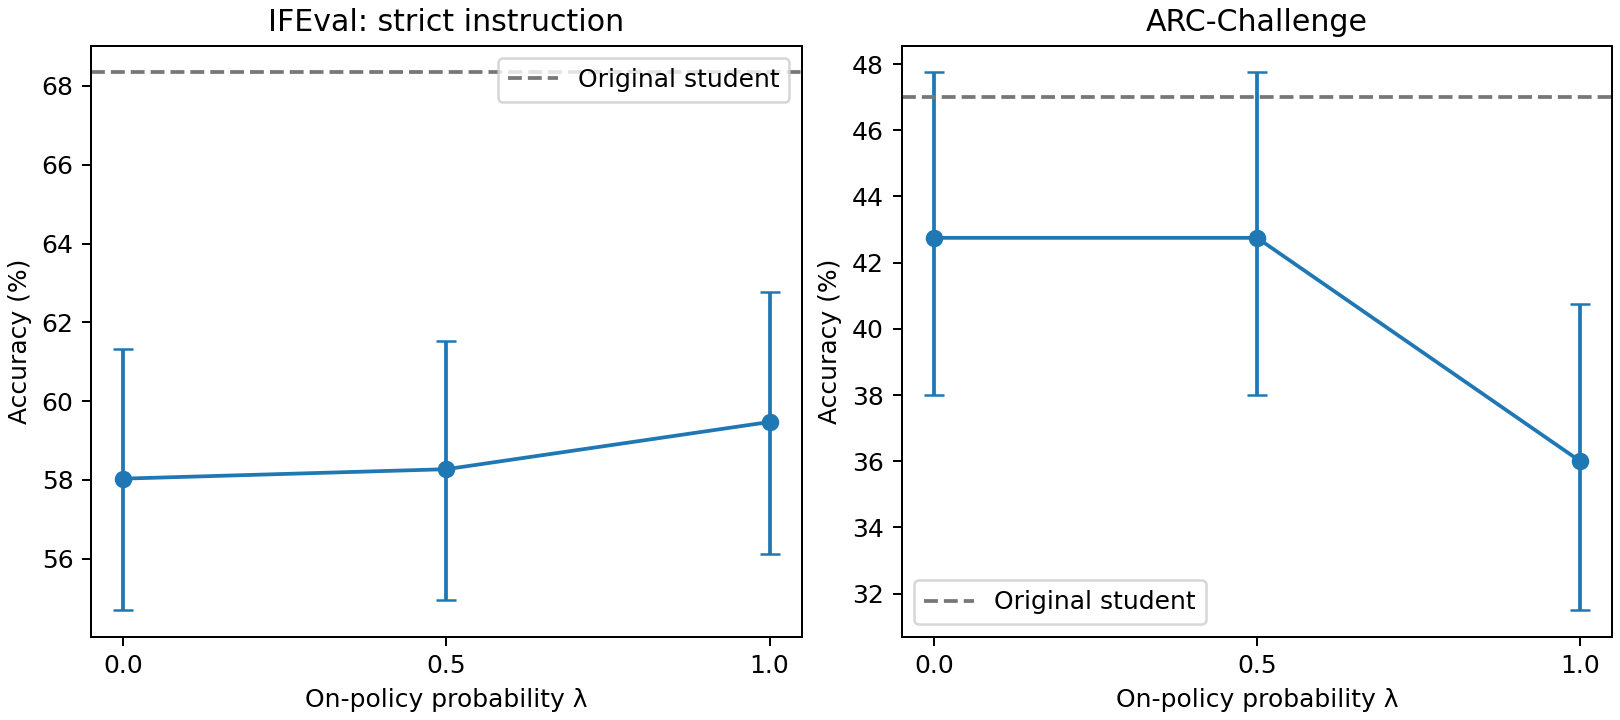 IFEval: strict instruction
Original student
68
66
64
62
60
58
56
Accuracy (%)
0.0
0.5
1.0
On-policy probability λ
ARC-Challenge
48
46
44
42
40
38
36
34
32
Accuracy (%)
Original student
0.0
0.5
1.0
On-policy probability λ